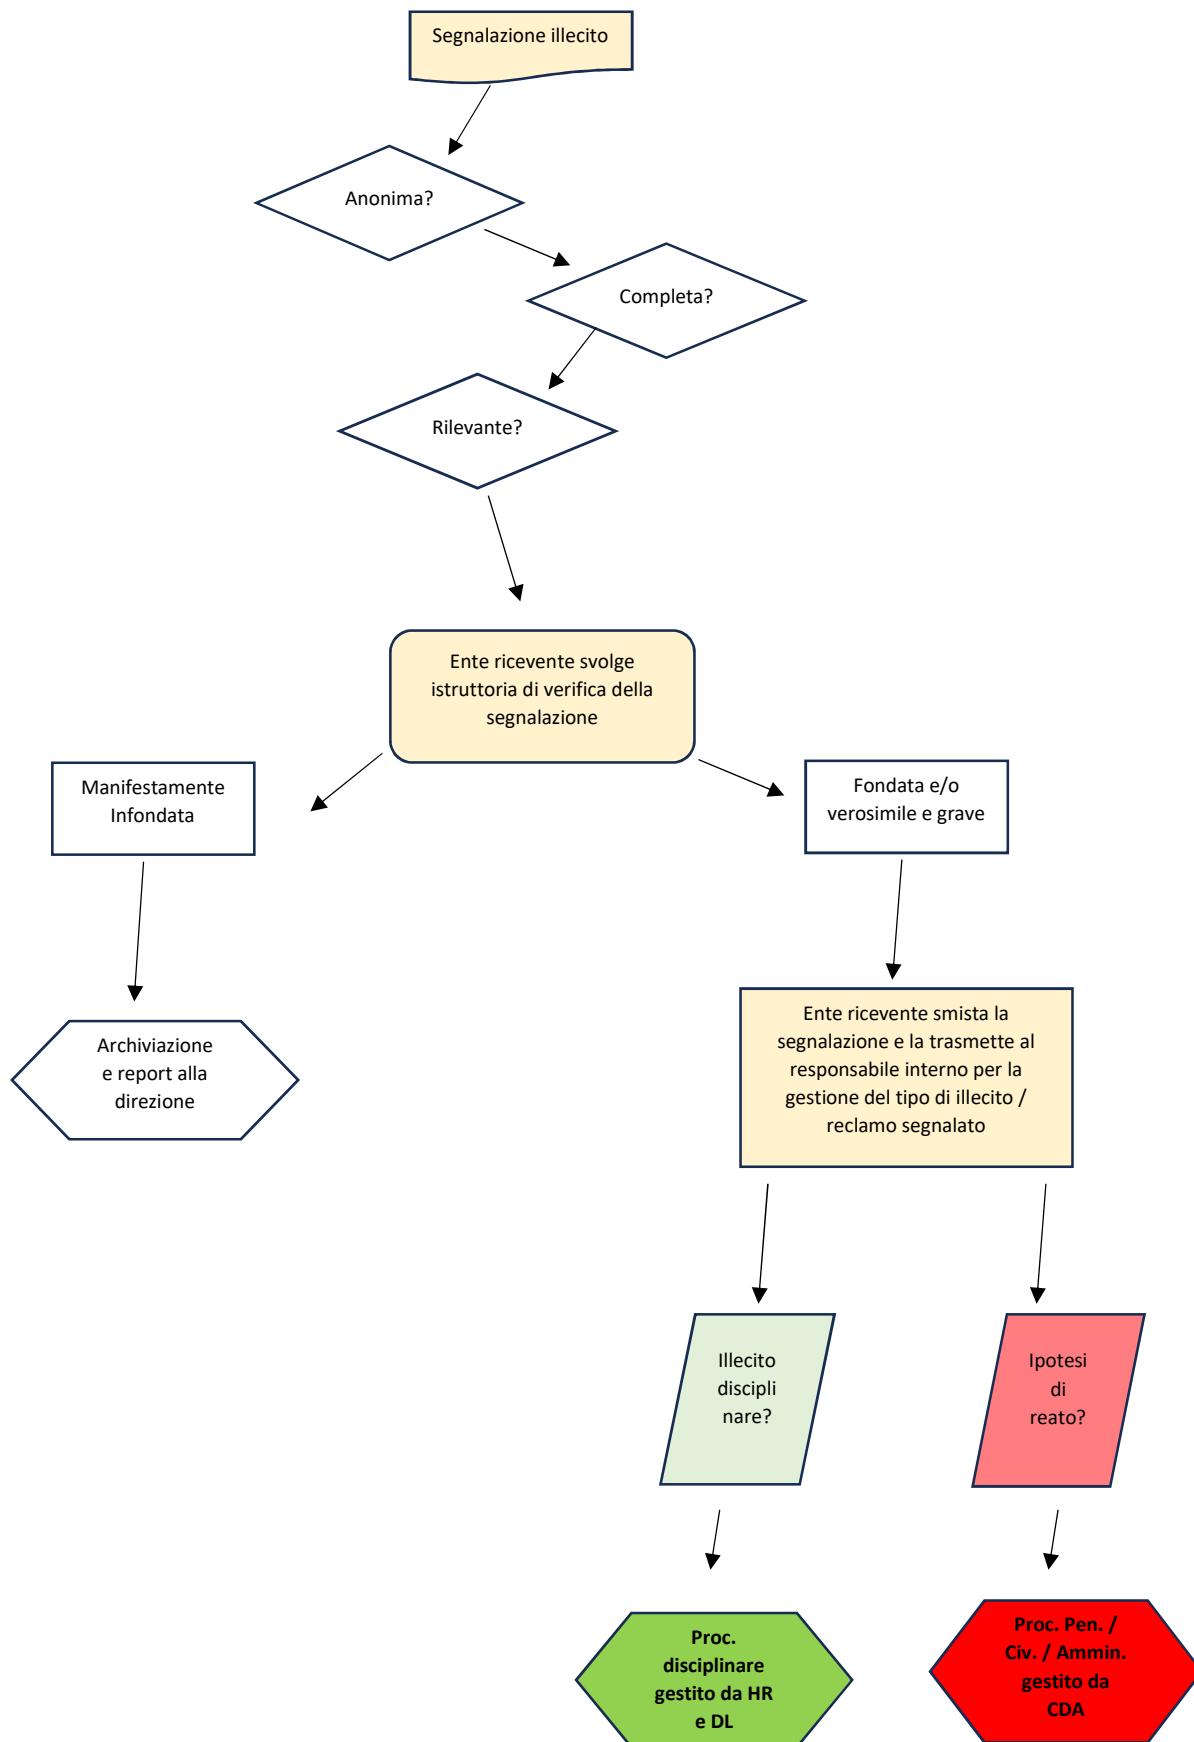 Segnalazione illecito
Anonima?
Completa?
Rilevante?
Ente ricevente svolge
istruttoria di verifica della
segnalazione
Manifestamente
Infondata
Fondata e/o
verosimile e grave
Archiviazione
e report alla
direzione
Ente ricevente smista la
segnalazione e la trasmette al
responsabile interno per la
gestione del tipo di illecito /
reclamo segnalato
Illecito
discipli
nare?
Ipotesi
di
reato?
Proc.
disciplinare
gestito da HR
e DL
Proc. Pen. /
Civ. / Ammin.
gestito da
CDA